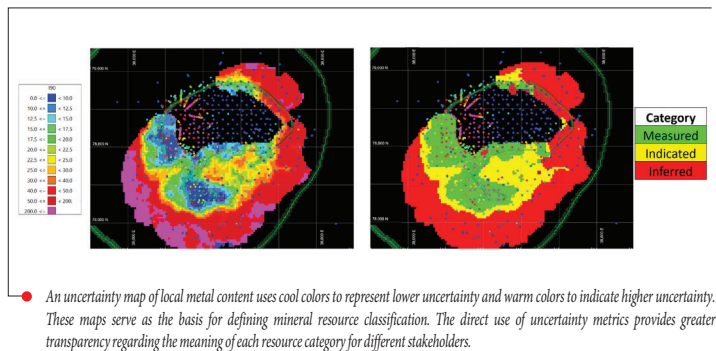 I90
0.0 <= < 10.0
10.0 <= < 12.5
12.5 <= < 15.0
15.0 <= < 17.5
17.5 <= < 20.0
20.0 <= < 22.5
22.5 <= < 25.0
25.0 <= < 30.0
30.0 <= < 40.0
40.0 <= < 50.0
50.0 <= < 200.
200.0 <=
79,000 N
78,800 N
Category
Measured
Indicated
Inferred
An uncertainty map of local metal content uses cool colors to represent lower uncertainty and warm colors to indicate higher uncertainty.
These maps serve as the basis for defining mineral resource classification. The direct use of uncertainty metrics provides greater
transparency regarding the meaning of each resource category for different stakeholders.